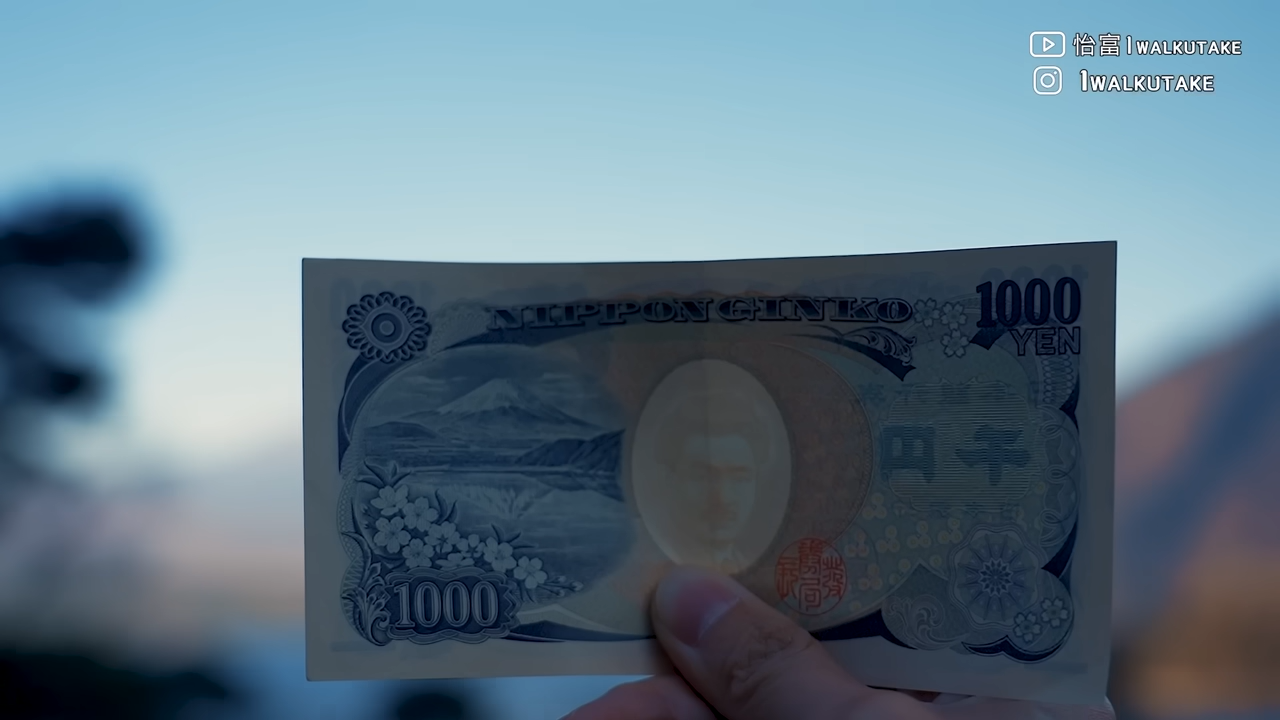 怡富1WALKUTAKE
1WALKUTAKE
NIPPON GINKO
1000
YEN
円千
1000